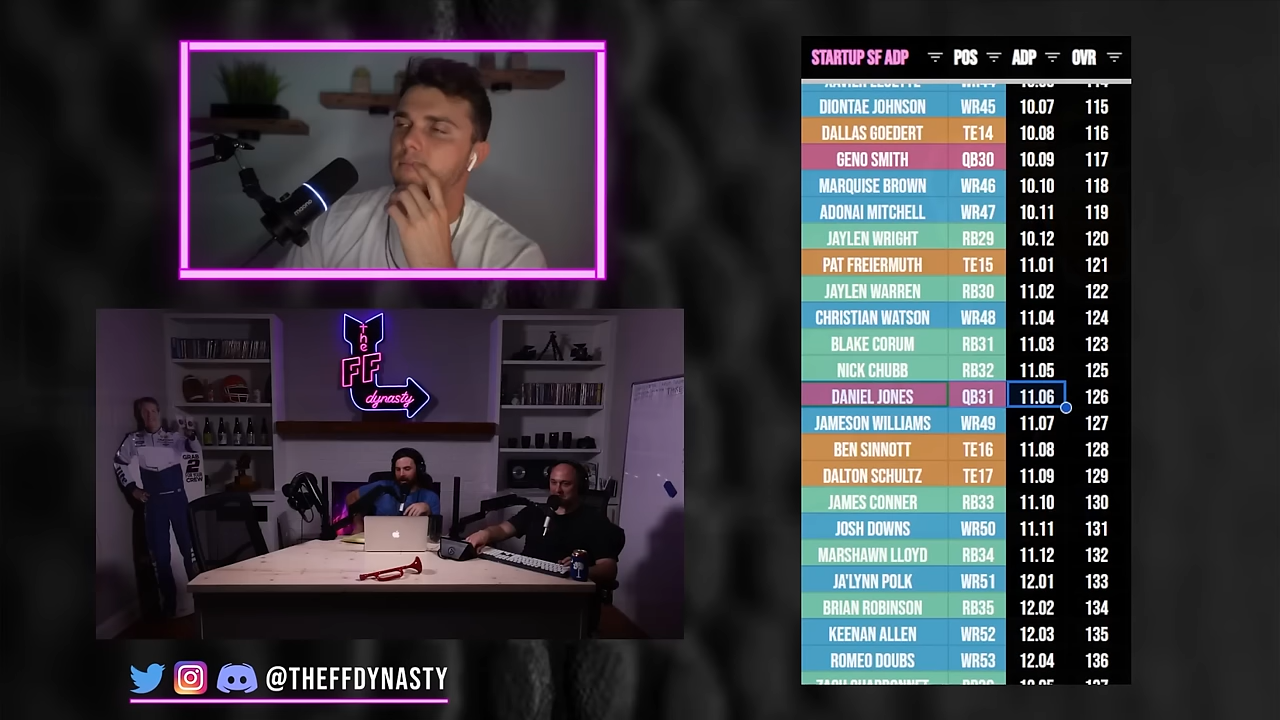 the
FF
dynasty
@THEFFDYNASTY
STARTUP SF ADP POS ADP OVR
DIONTAE JOHNSON WR45 10.07 115
DALLAS GOEDERT TE14 10.08 116
GENO SMITH QB30 10.09 117
MARQUISE BROWN WR46 10.10 118
ADONAI MITCHELL WR47 10.11 119
JAYLEN WRIGHT RB29 10.12 120
PAT FREIERMUTH TE15 11.01 121
JAYLEN WARREN RB30 11.02 122
CHRISTIAN WATSON WR48 11.04 124
BLAKE CORUM RB31 11.03 123
NICK CHUBB RB32 11.05 125
DANIEL JONES QB31 11.06 126
JAMESON WILLIAMS WR49 11.07 127
BEN SINNOTT TE16 11.08 128
DALTON SCHULTZ TE17 11.09 129
JAMES CONNER RB33 11.10 130
JOSH DOWNS WR50 11.11 131
MARSHAWN LLOYD RB34 11.12 132
JA'LYNN POLK WR51 12.01 133
BRIAN ROBINSON RB35 12.02 134
KEENAN ALLEN WR52 12.03 135
ROMEO DOUBS WR53 12.04 136